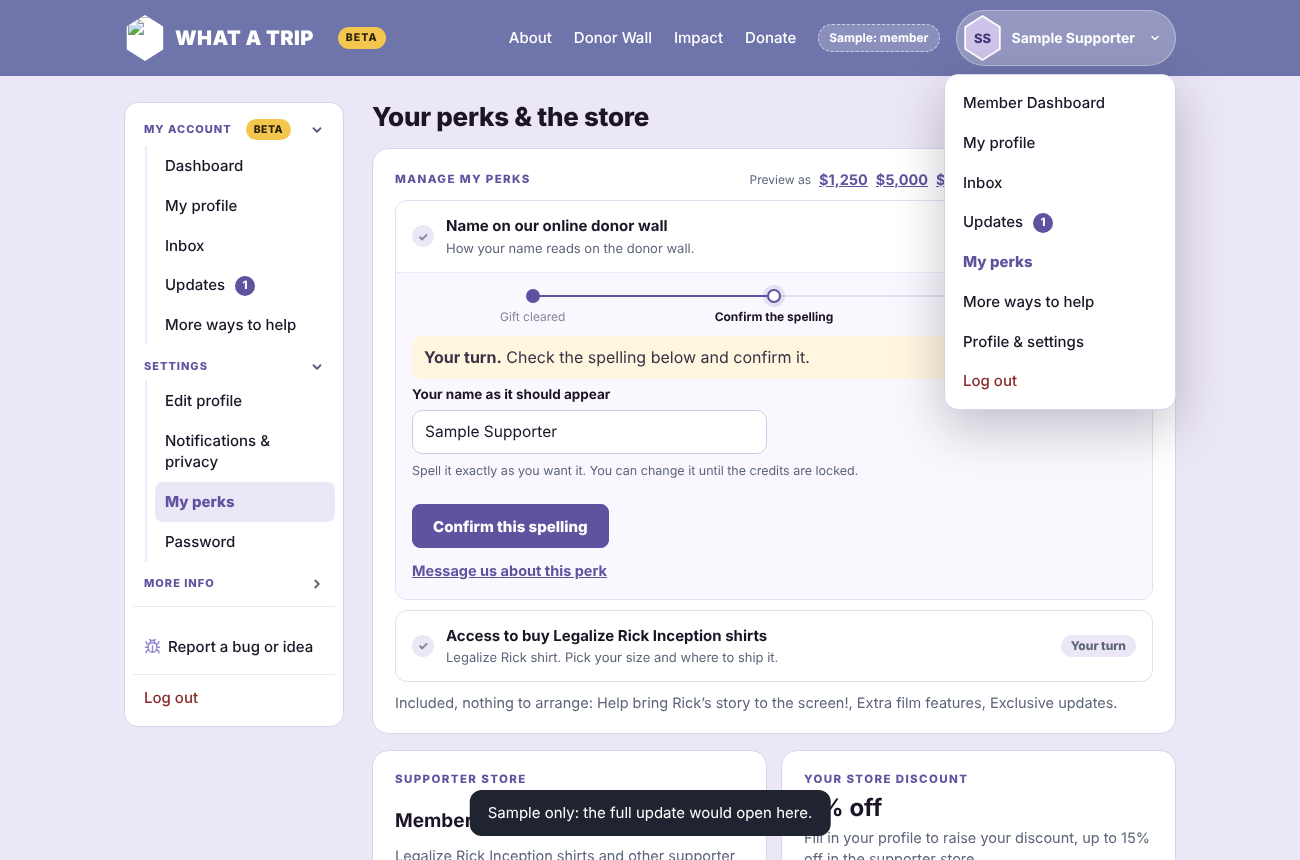 WHAT A TRIP
BETA
About
Donor Wall
Impact
Donate
Sample: member
SS
Sample Supporter
Member Dashboard
My profile
Inbox
Updates 1
My perks
More ways to help
Profile & settings
Log out
MY ACCOUNT BETA
Dashboard
My profile
Inbox
Updates 1
More ways to help
SETTINGS
Edit profile
Notifications &
privacy
My perks
Password
MORE INFO
Report a bug or idea
Log out
Your perks & the store
MANAGE MY PERKS
Preview as $1,250 $5,000 $
Name on our online donor wall
How your name reads on the donor wall.
Gift cleared
Confirm the spelling
Your turn. Check the spelling below and confirm it.
Your name as it should appear
Sample Supporter
Spell it exactly as you want it. You can change it until the credits are locked.
Confirm this spelling
Message us about this perk
Access to buy Legalize Rick Inception shirts
Legalize Rick shirt. Pick your size and where to ship it.
Your turn
Included, nothing to arrange: Help bring Rick’s story to the screen!, Extra film features, Exclusive updates.
SUPPORTER STORE
Member
Legalize Rick Inception shirts and other supporter
YOUR STORE DISCOUNT
% off
Fill in your profile to raise your discount, up to 15%
off in the supporter store.
Sample only: the full update would open here.